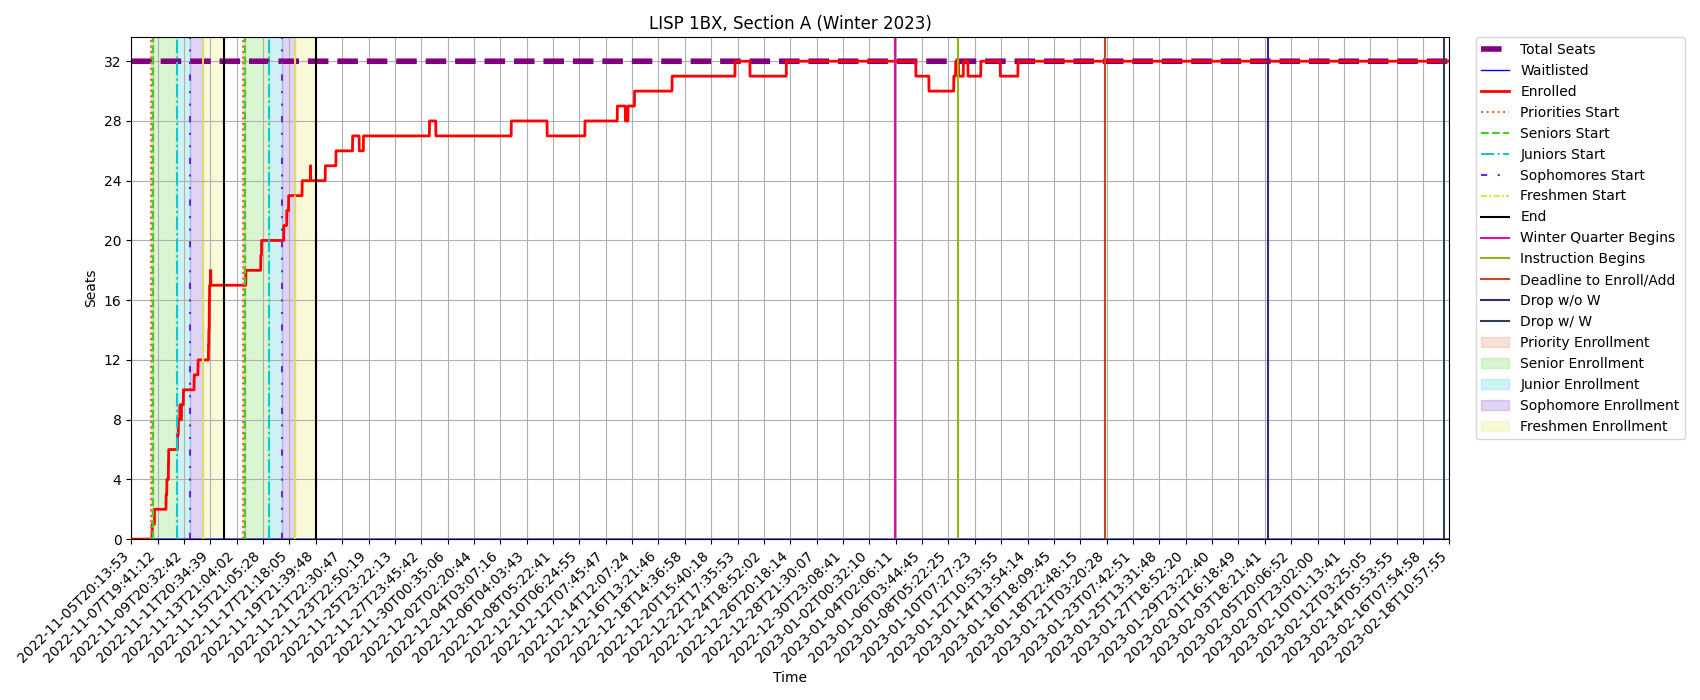 LISP 1BX, Section A (Winter 2023)
Seats
32
28
24
20
16
12
8
4
0
2022-11-05T20:13:53
2022-11-07T19:41:12
2022-11-09T20:32:42
2022-11-11T20:34:39
2022-11-13T21:04:02
2022-11-15T21:05:28
2022-11-17T21:18:05
2022-11-19T21:39:48
2022-11-21T22:30:47
2022-11-23T22:50:19
2022-11-25T23:22:13
2022-11-27T23:45:42
2022-11-30T00:35:06
2022-12-02T02:20:44
2022-12-04T03:07:16
2022-12-06T04:03:43
2022-12-08T05:22:41
2022-12-10T06:24:55
2022-12-12T07:45:47
2022-12-14T12:07:24
2022-12-16T13:21:46
2022-12-18T14:36:58
2022-12-20T15:40:18
2022-12-22T17:35:53
2022-12-24T18:52:02
2022-12-26T20:18:14
2022-12-28T21:30:07
2022-12-30T23:08:41
2023-01-02T00:32:10
2023-01-04T02:06:11
2023-01-06T03:44:45
2023-01-08T05:22:25
2023-01-10T07:27:23
2023-01-12T10:53:55
2023-01-14T13:54:14
2023-01-16T18:09:45
2023-01-18T22:48:15
2023-01-21T03:20:28
2023-01-23T07:42:51
2023-01-25T13:31:48
2023-01-27T18:52:20
2023-01-29T23:22:40
2023-02-01T16:18:49
2023-02-03T18:21:41
2023-02-05T20:06:52
2023-02-07T23:02:00
2023-02-10T01:13:41
2023-02-12T03:25:05
2023-02-14T05:53:55
2023-02-16T07:54:58
2023-02-18T10:57:55
Time
Total Seats
Waitlisted
Enrolled
Priorities Start
Seniors Start
Juniors Start
Sophomores Start
Freshmen Start
End
Winter Quarter Begins
Instruction Begins
Deadline to Enroll/Add
Drop w/o W
Drop w/ W
Priority Enrollment
Senior Enrollment
Junior Enrollment
Sophomore Enrollment
Freshmen Enrollment